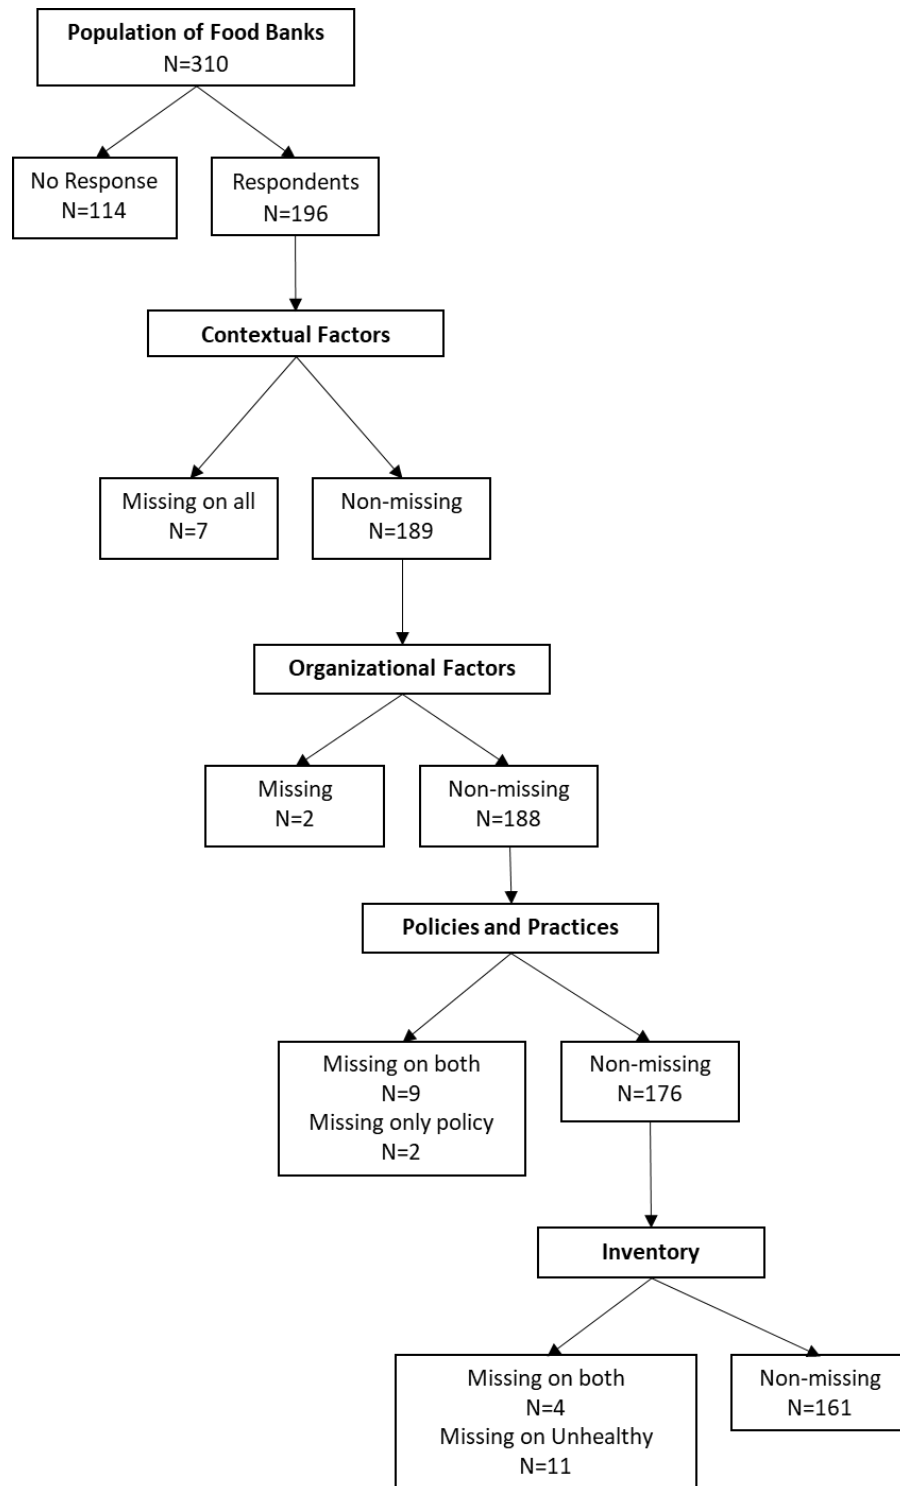 Population of Food Banks
N=310
No Response
N=114
Respondents
N=196
Contextual Factors
Missing on all
N=7
Non-missing
N=189
Organizational Factors
Missing
N=2
Non-missing
N=188
Policies and Practices
Missing on both
N=9
Missing only policy
N=2
Non-missing
N=176
Inventory
Missing on both
N=4
Missing on Unhealthy
N=11
Non-missing
N=161